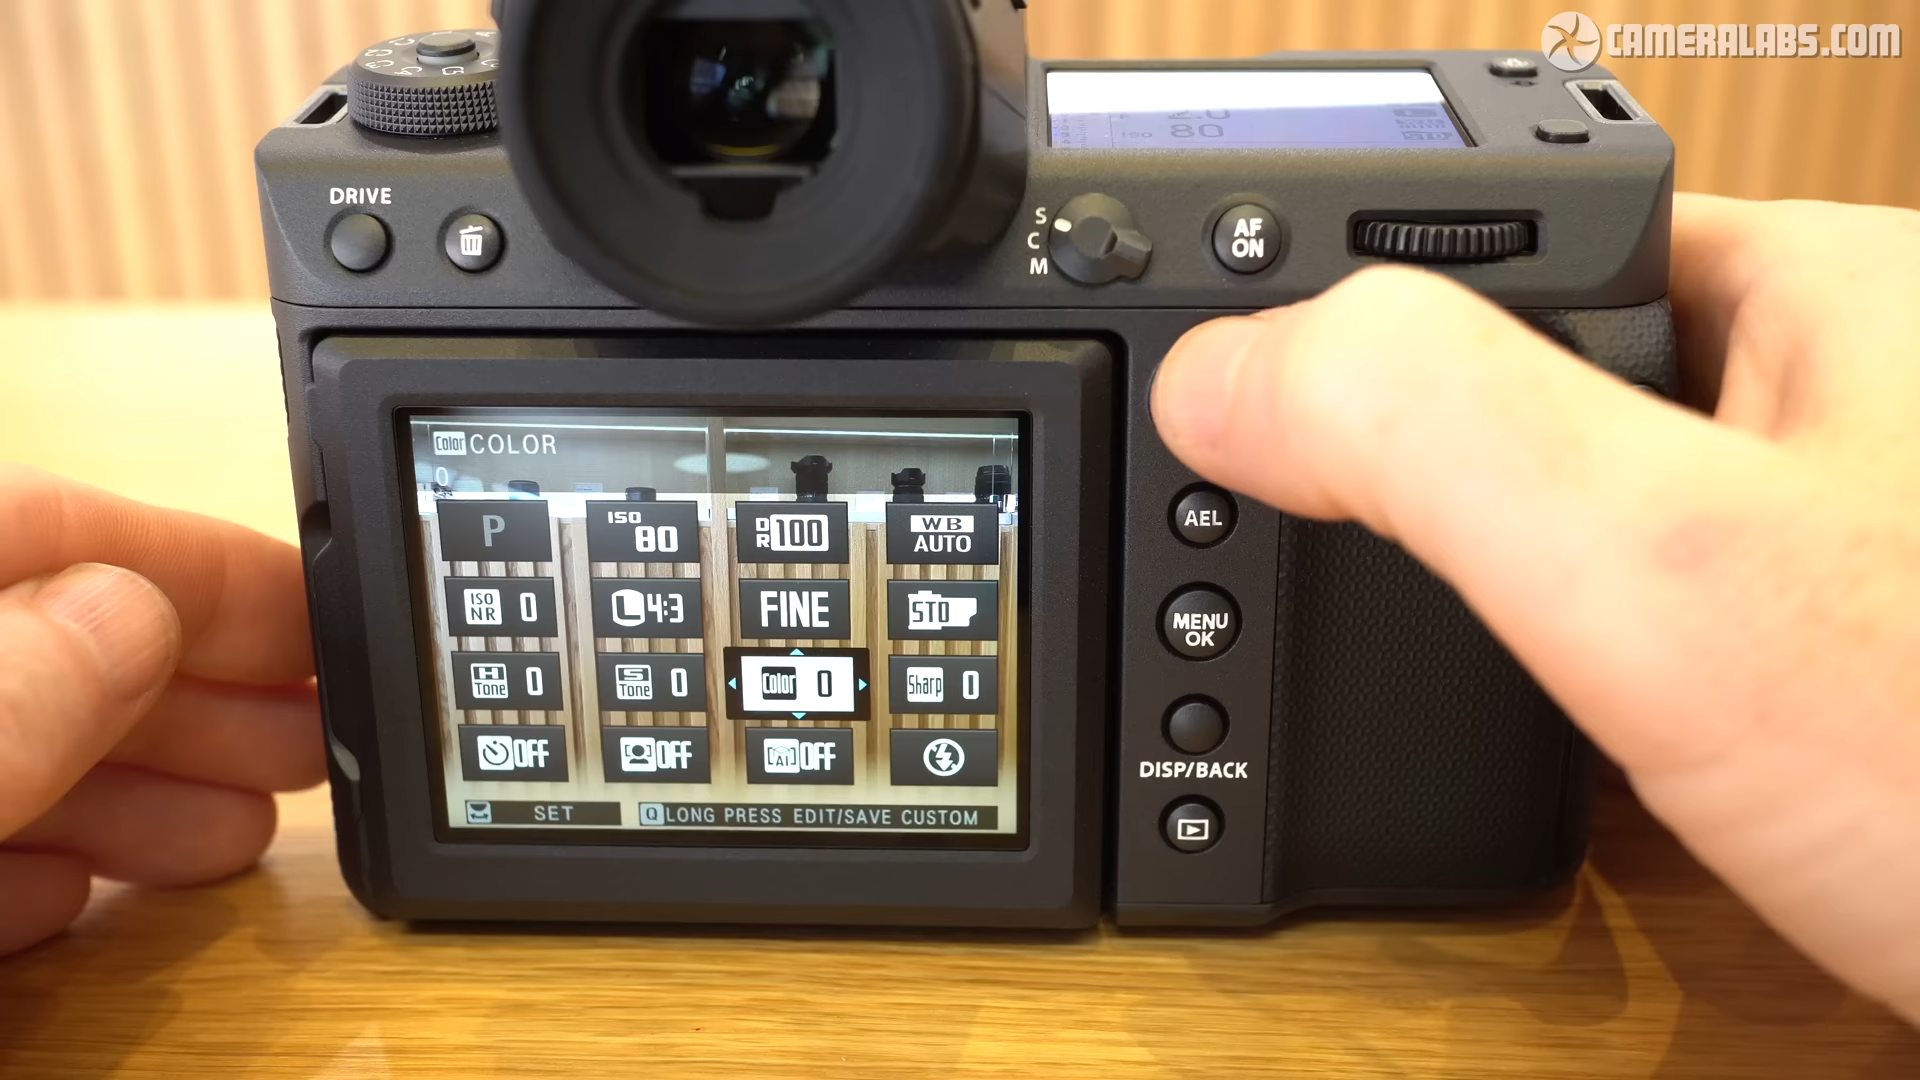 CAMERALABS.COM
ISO 80
DRIVE
S
C
M
AF
ON
Color COLOR
0
P
ISO
80
DR 100
WB
AUTO
ISO
NR 0
L 4:3
FINE
STD
H
Tone 0
S
Tone 0
Color 0
Sharp 0
OFF
OFF
AI OFF
SET
Q LONG PRESS EDIT/SAVE CUSTOM
AEL
MENU
OK
DISP/BACK